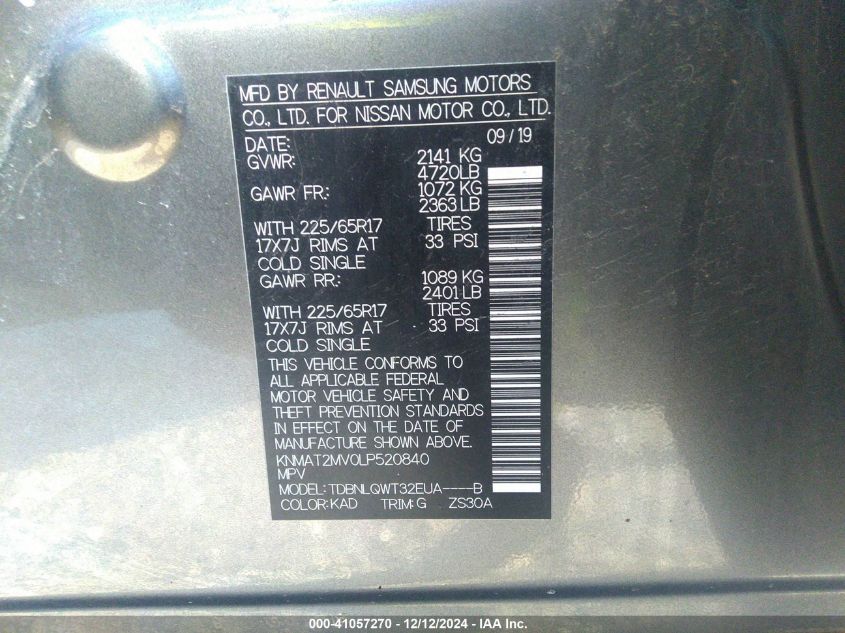 MFD BY RENAULT SAMSUNG MOTORS
CO., LTD. FOR NISSAN MOTOR CO., LTD.
DATE: 09/19
GVWR: 2141 KG
4720LB
GAWR FR.: 1072 KG
2363 LB
WITH 225/65R17 TIRES
17X7J RIMS AT 33 PSI
COLD SINGLE
GAWR RR.: 1089 KG
2401 LB
WITH 225/65R17 TIRES
17X7J RIMS AT 33 PSI
COLD SINGLE
THIS VEHICLE CONFORMS TO
ALL APPLICABLE FEDERAL
MOTOR VEHICLE SAFETY AND
THEFT PREVENTION STANDARDS
IN EFFECT ON THE DATE OF
MANUFACTURE SHOWN ABOVE.
KNMAT2MV0LP520840
MPV
MODEL: TDBNLQWT32EUA----B
COLOR: KAD TRIM: G ZS30A
000-41057270 - 12/12/2024 - IAA Inc.